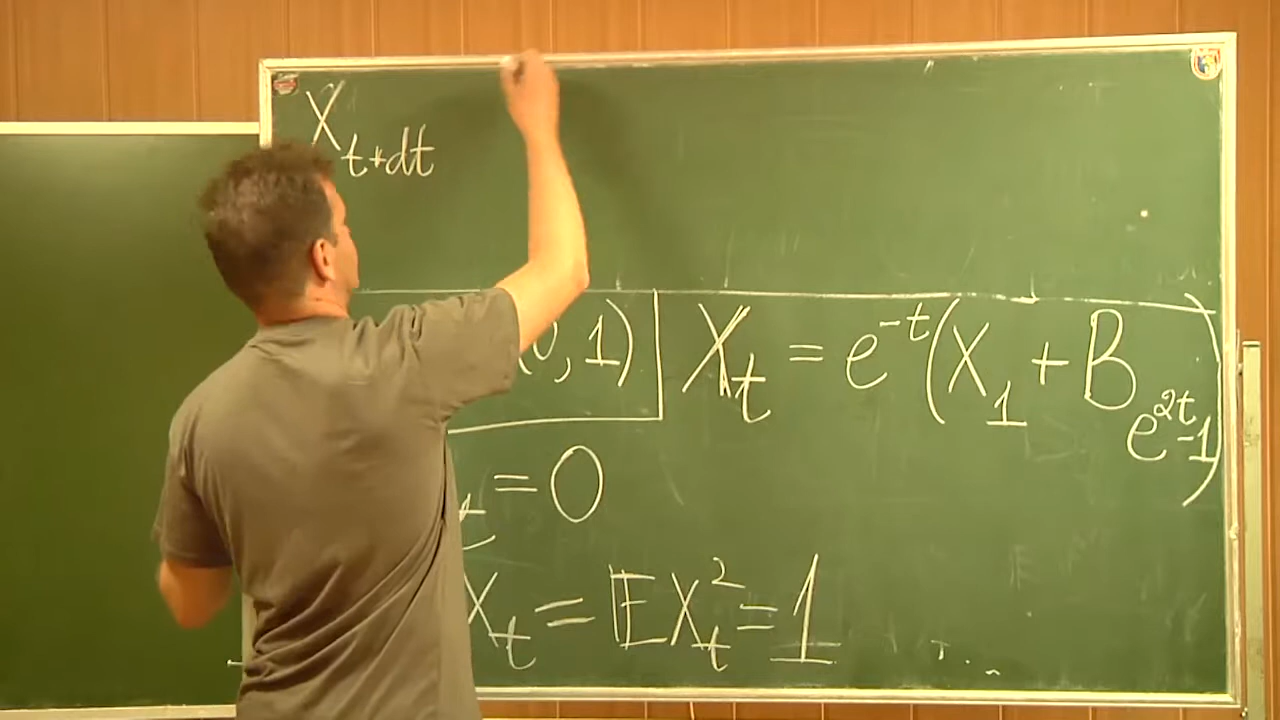 X_{t+dt}
0, 1) | X_t = e^{-t}(X_1 + B_{e^{2t}-1})
= 0
X_t = 𝔼X_t^2 = 1